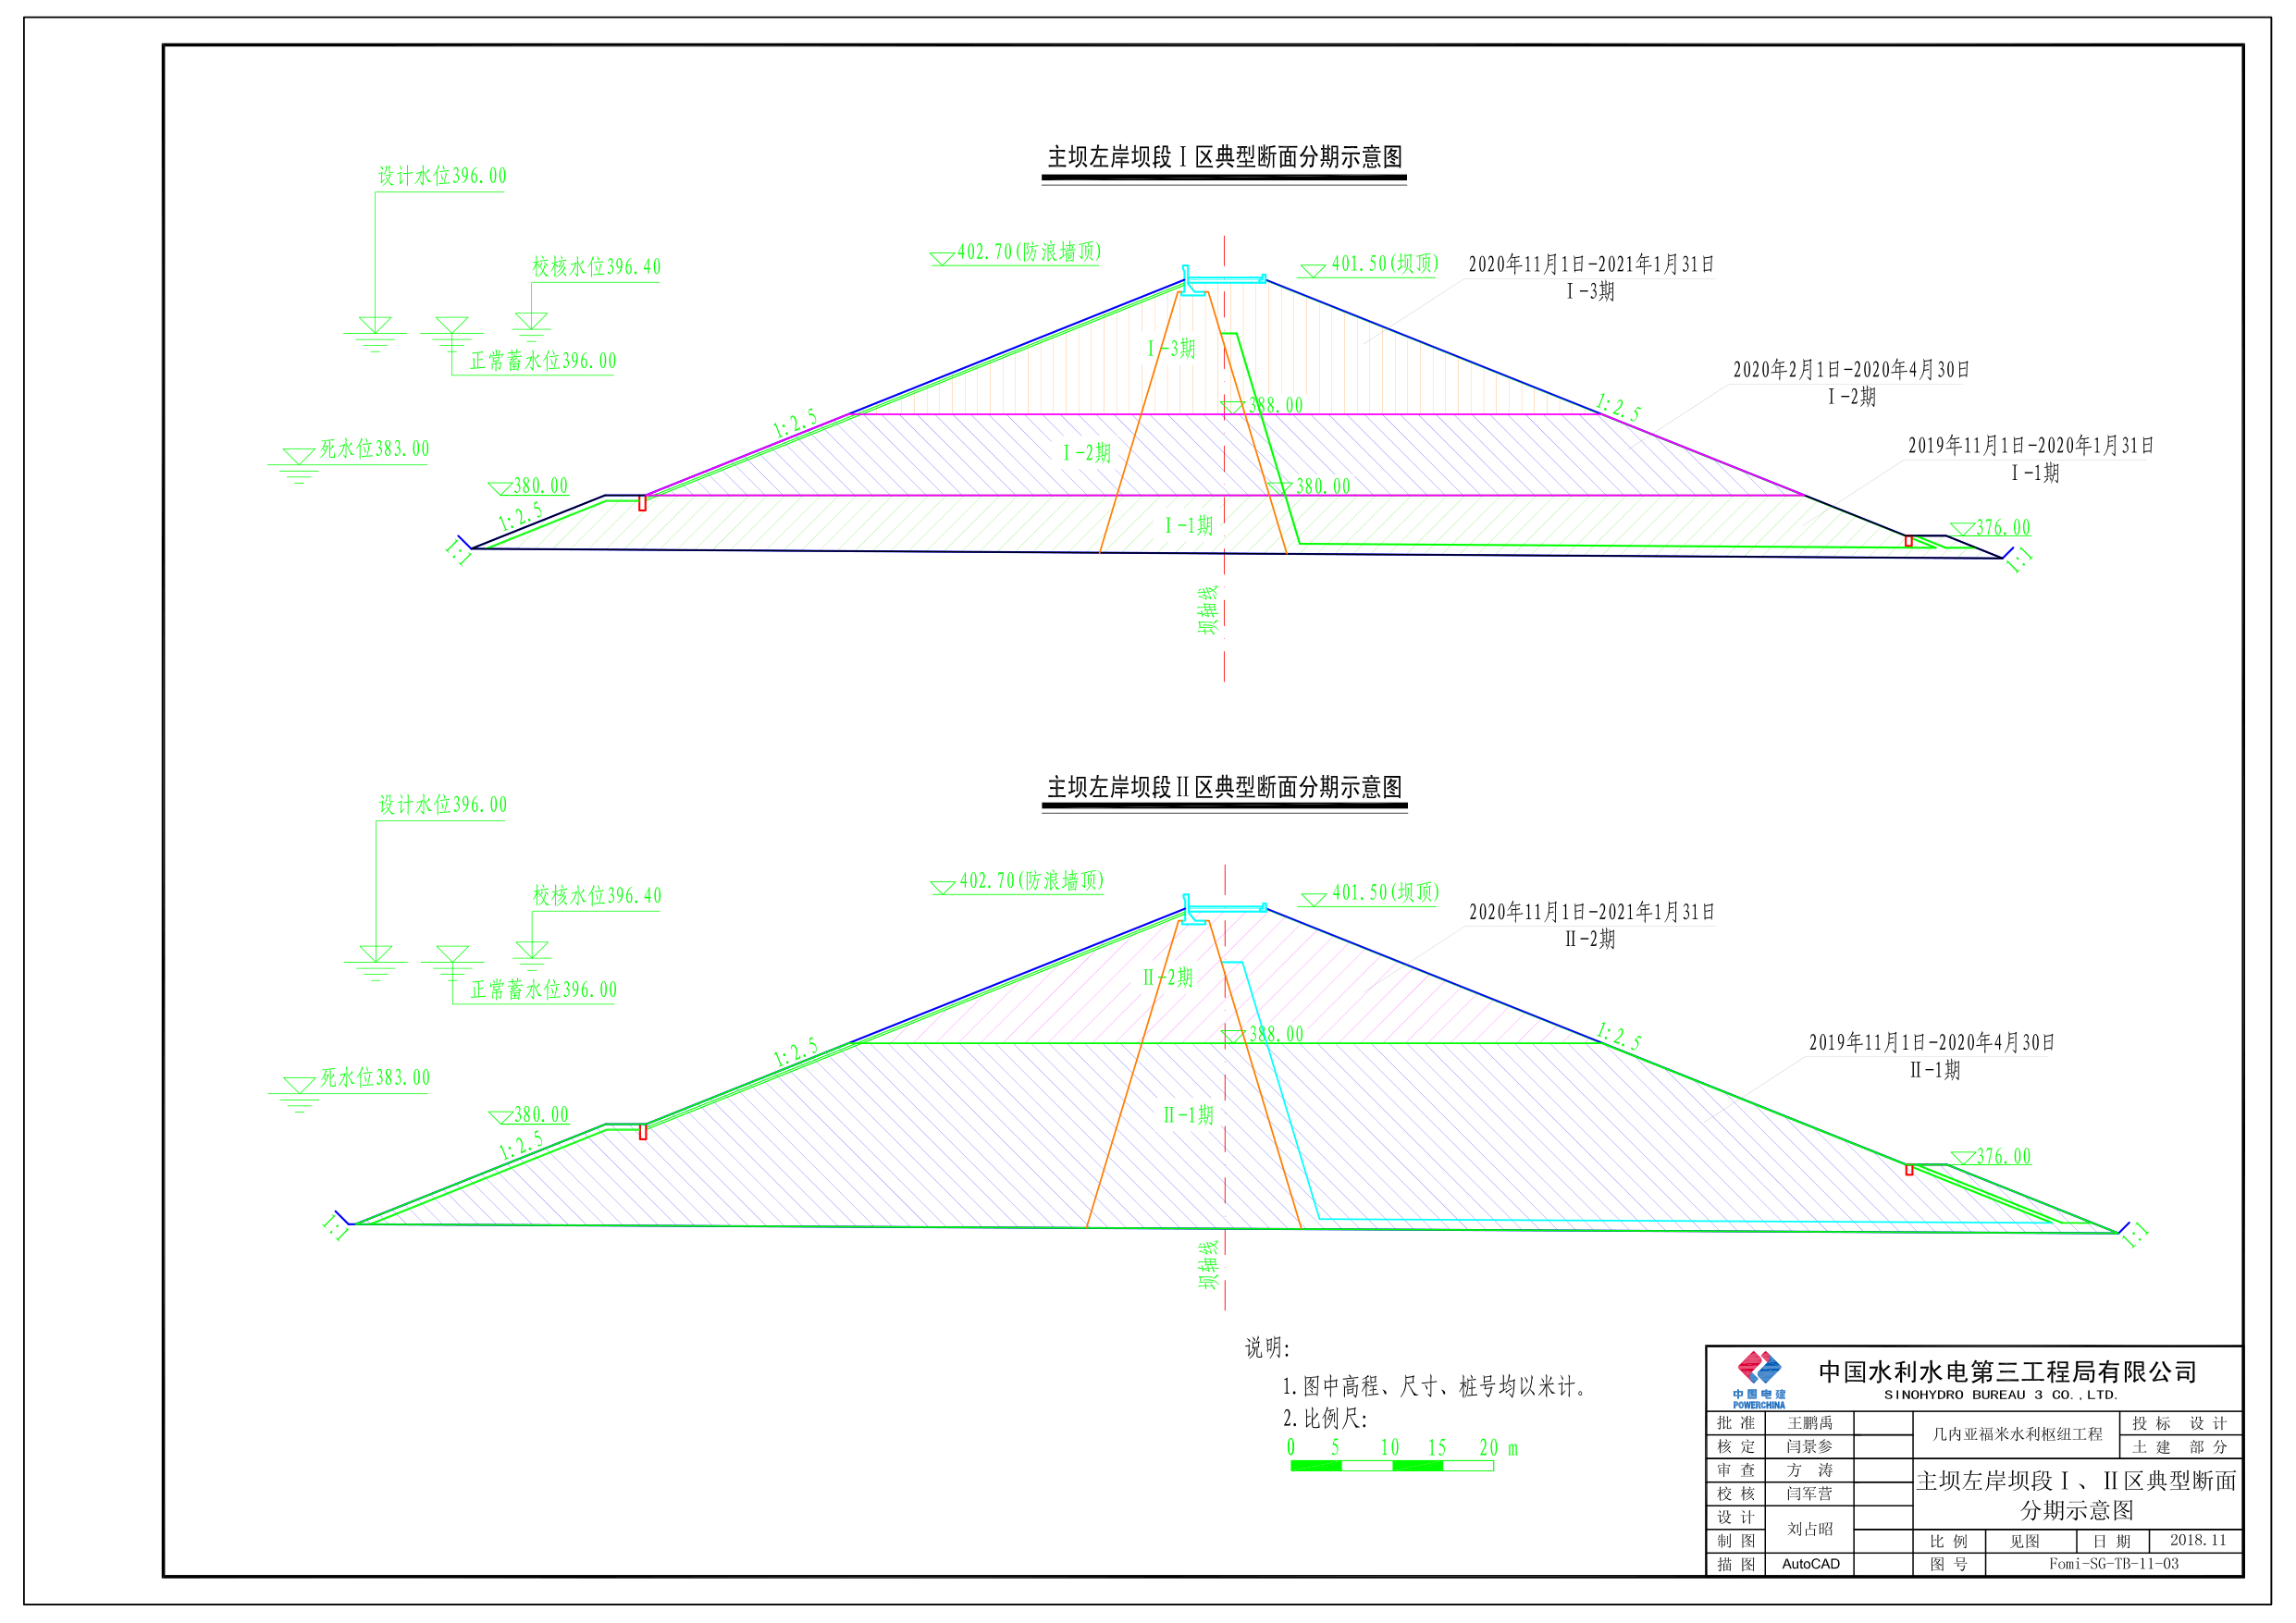 主坝左岸坝段Ⅰ区典型断面分期示意图
设计水位396.00
校核水位396.40
正常蓄水位396.00
死水位383.00
402.70(防浪墙顶)
401.50(坝顶)
2020年11月1日-2021年1月31日
Ⅰ-3期
2020年2月1日-2020年4月30日
Ⅰ-2期
2019年11月1日-2020年1月31日
Ⅰ-1期
Ⅰ-3期
388.00
1:2.5
1:2.5
Ⅰ-2期
380.00
380.00
1:2.5
Ⅰ-1期
376.00
1:1
1:1
坝轴线
主坝左岸坝段Ⅱ区典型断面分期示意图
设计水位396.00
校核水位396.40
正常蓄水位396.00
死水位383.00
402.70(防浪墙顶)
401.50(坝顶)
2020年11月1日-2021年1月31日
Ⅱ-2期
2019年11月1日-2020年4月30日
Ⅱ-1期
Ⅱ-2期
388.00
1:2.5
1:2.5
380.00
1:2.5
Ⅱ-1期
376.00
1:1
1:1
坝轴线
说明:
1.图中高程、尺寸、桩号均以米计。
2.比例尺:
0 5 10 15 20 m
中国电建
POWERCHINA
中国水利水电第三工程局有限公司
SINOHYDRO BUREAU 3 CO.,LTD.
批 准 王鹏禹
核 定 闫景参
审 查 方 涛
校 核 闫军营
设 计
制 图
刘占昭
描 图 AutoCAD
几内亚福米水利枢纽工程
投 标 设 计
土 建 部 分
主坝左岸坝段Ⅰ、Ⅱ区典型断面
分期示意图
比 例 见图 日 期 2018.11
图 号 Fomi-SG-TB-11-03